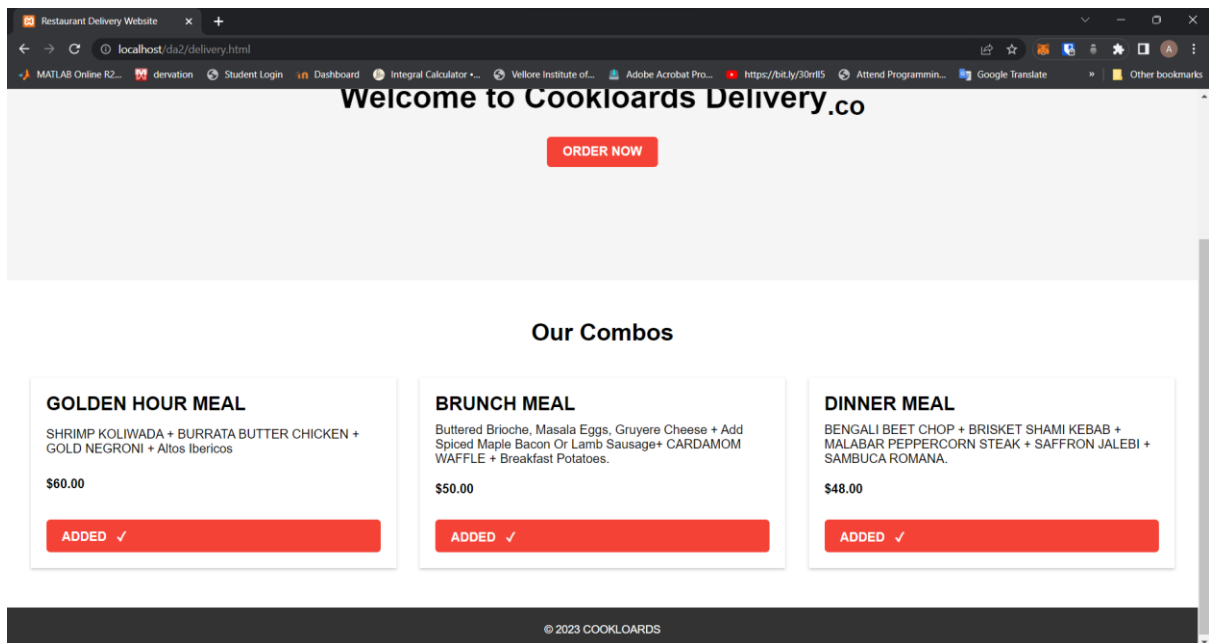 Restaurant Delivery Website
localhost/da2/delivery.html
MATLAB Online R2... dervation Student Login Dashboard Integral Calculator •... Vellore Institute of... Adobe Acrobat Pro... https://bit.ly/30rrll5 Attend Programmin... Google Translate » Other bookmarks
Welcome to Cookloards Delivery.co
ORDER NOW
Our Combos
GOLDEN HOUR MEAL
SHRIMP KOLIWADA + BURRATA BUTTER CHICKEN +
GOLD NEGRONI + Altos Ibericos
$60.00
ADDED ✓
BRUNCH MEAL
Buttered Brioche, Masala Eggs, Gruyere Cheese + Add
Spiced Maple Bacon Or Lamb Sausage+ CARDAMOM
WAFFLE + Breakfast Potatoes.
$50.00
ADDED ✓
DINNER MEAL
BENGALI BEET CHOP + BRISKET SHAMI KEBAB +
MALABAR PEPPERCORN STEAK + SAFFRON JALEBI +
SAMBUCA ROMANA.
$48.00
ADDED ✓
© 2023 COOKLOARDS